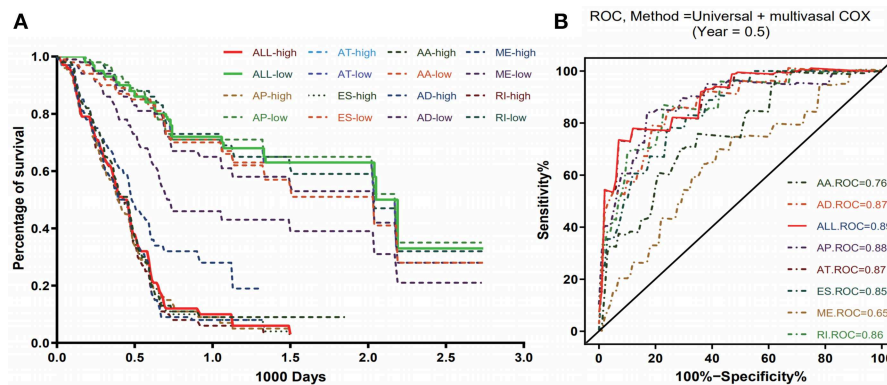 A
Percentage of survival
1.0
0.8
0.6
0.4
0.2
0.0
0.0 0.5 1.0 1.5 2.0 2.5 3.0
1000 Days
ALL-high AT-high AA-high ME-high
ALL-low AT-low AA-low ME-low
AP-high ES-high AD-high RI-high
AP-low ES-low AD-low RI-low
B
ROC, Method =Universal + multivasal COX
(Year = 0.5)
Sensitivity%
100
80
60
40
20
0
0 20 40 60 80 100
100%-Specificity%
AA.ROC=0.76
AD.ROC=0.87
ALL.ROC=0.89
AP.ROC=0.88
AT.ROC=0.87
ES.ROC=0.85
ME.ROC=0.65
RI.ROC=0.86